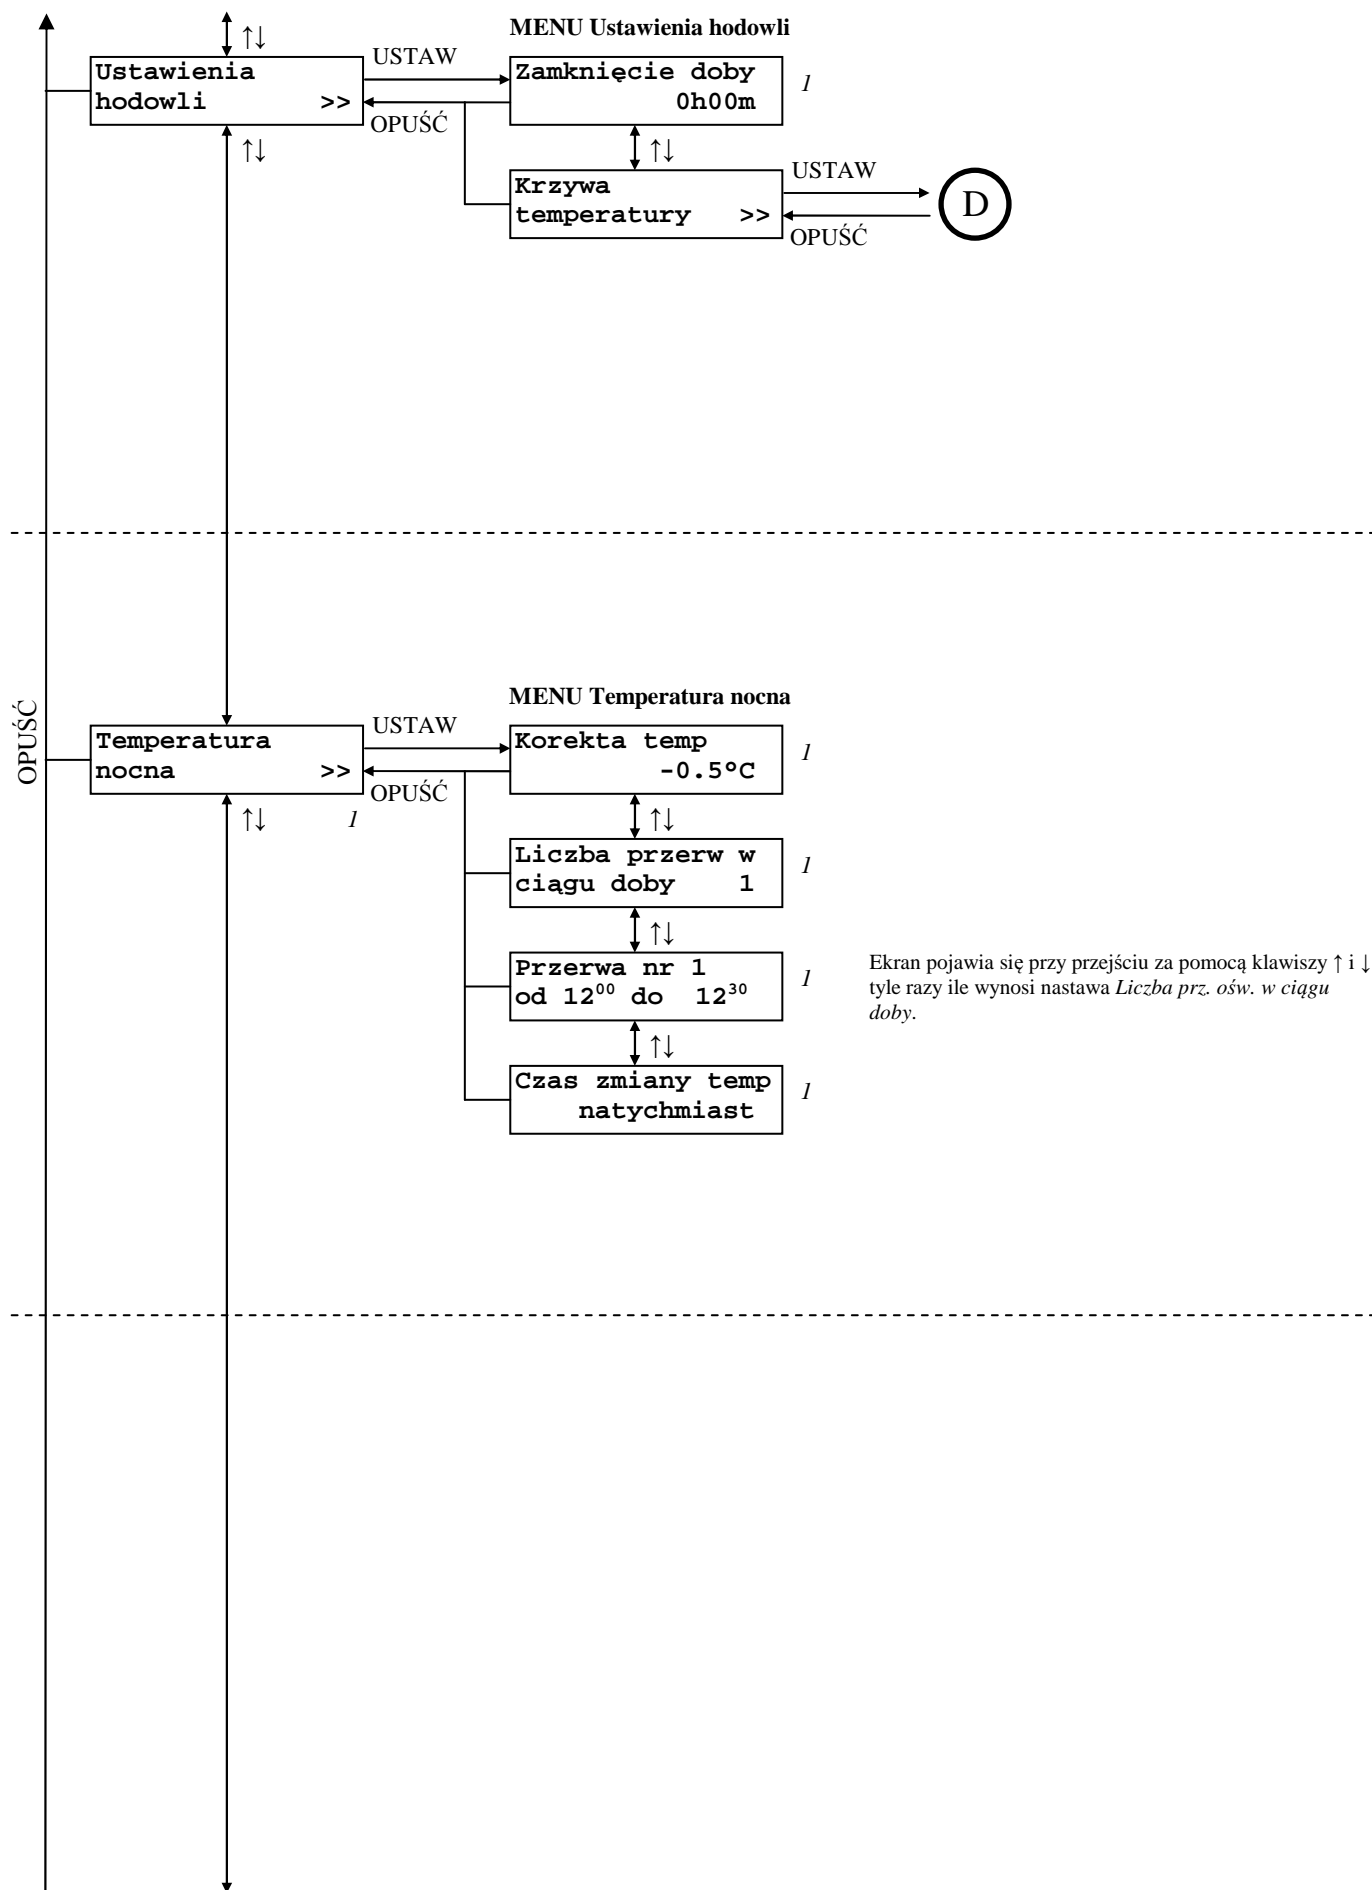 MENU Ustawienia hodowli
↑↓
USTAW
Ustawienia
hodowli >>
OPUŚĆ
↑↓
Zamknięcie doby
0h00m
1
↑↓
Krzywa
temperatury >>
USTAW
OPUŚĆ
D
OPUŚĆ
MENU Temperatura nocna
Temperatura
nocna >>
USTAW
OPUŚĆ
↑↓
1
Korekta temp
-0.5°C
1
↑↓
Liczba przerw w
ciągu doby 1
1
↑↓
Przerwa nr 1
od 12⁰⁰ do 12³⁰
1
Ekran pojawia się przy przejściu za pomocą klawiszy ↑ i ↓
tyle razy ile wynosi nastawa Liczba prz. ośw. w ciągu
doby.
↑↓
Czas zmiany temp
natychmiast
1